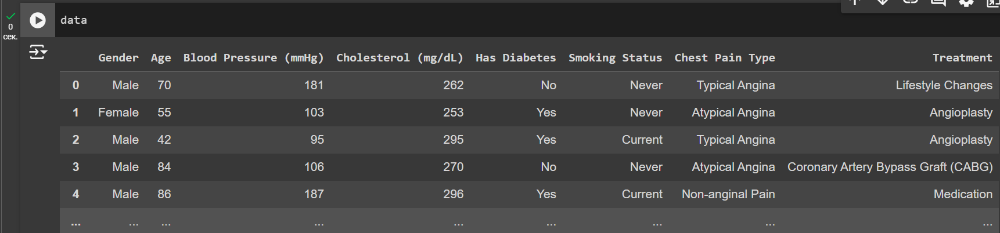 data
0
сек.
Gender Age Blood Pressure (mmHg) Cholesterol (mg/dL) Has Diabetes Smoking Status Chest Pain Type Treatment
0 Male 70 181 262 No Never Typical Angina Lifestyle Changes
1 Female 55 103 253 Yes Never Atypical Angina Angioplasty
2 Male 42 95 295 Yes Current Typical Angina Angioplasty
3 Male 84 106 270 No Never Atypical Angina Coronary Artery Bypass Graft (CABG)
4 Male 86 187 296 Yes Current Non-anginal Pain Medication
... ... ... ... ... ... ... ... ...